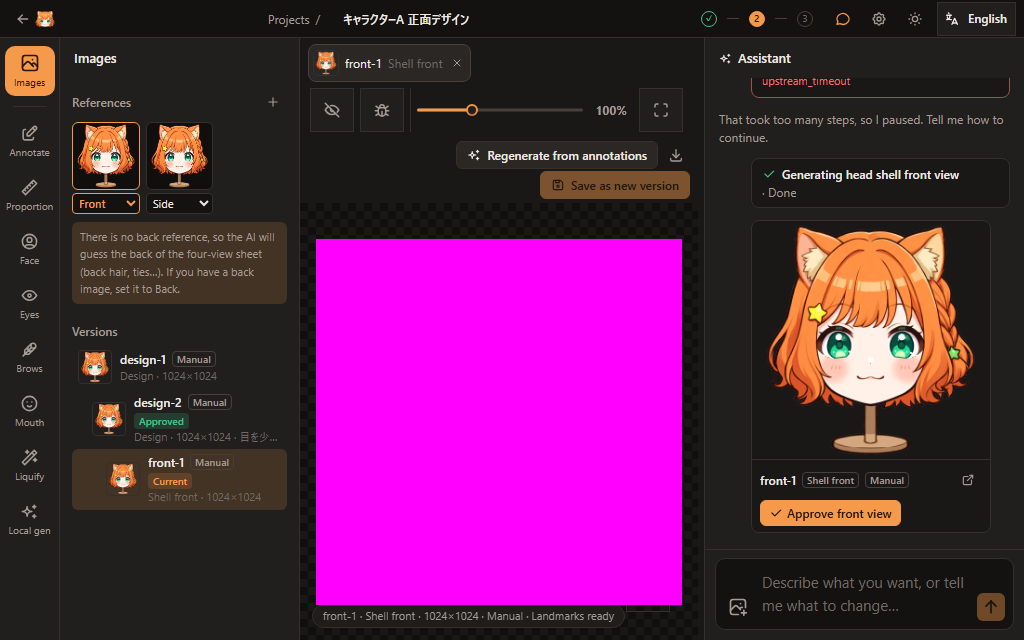 Projects / キャラクターA 正面デザイン
2
3
English
Images
Annotate
Proportion
Face
Eyes
Brows
Mouth
Liquify
Local gen
Images
References
Front
Side
There is no back reference, so the AI will
guess the back of the four-view sheet
(back hair, ties...). If you have a back
image, set it to Back.
Versions
design-1 Manual
Design · 1024×1024
design-2 Manual
Approved
Design · 1024×1024 · 目を少...
front-1 Manual
Current
Shell front · 1024×1024
front-1 Shell front
100%
Regenerate from annotations
Save as new version
front-1 · Shell front · 1024×1024 · Manual · Landmarks ready
Assistant
upstream_timeout
That took too many steps, so I paused. Tell me how to
continue.
Generating head shell front view
· Done
front-1 Shell front Manual
Approve front view
Describe what you want, or tell
me what to change...